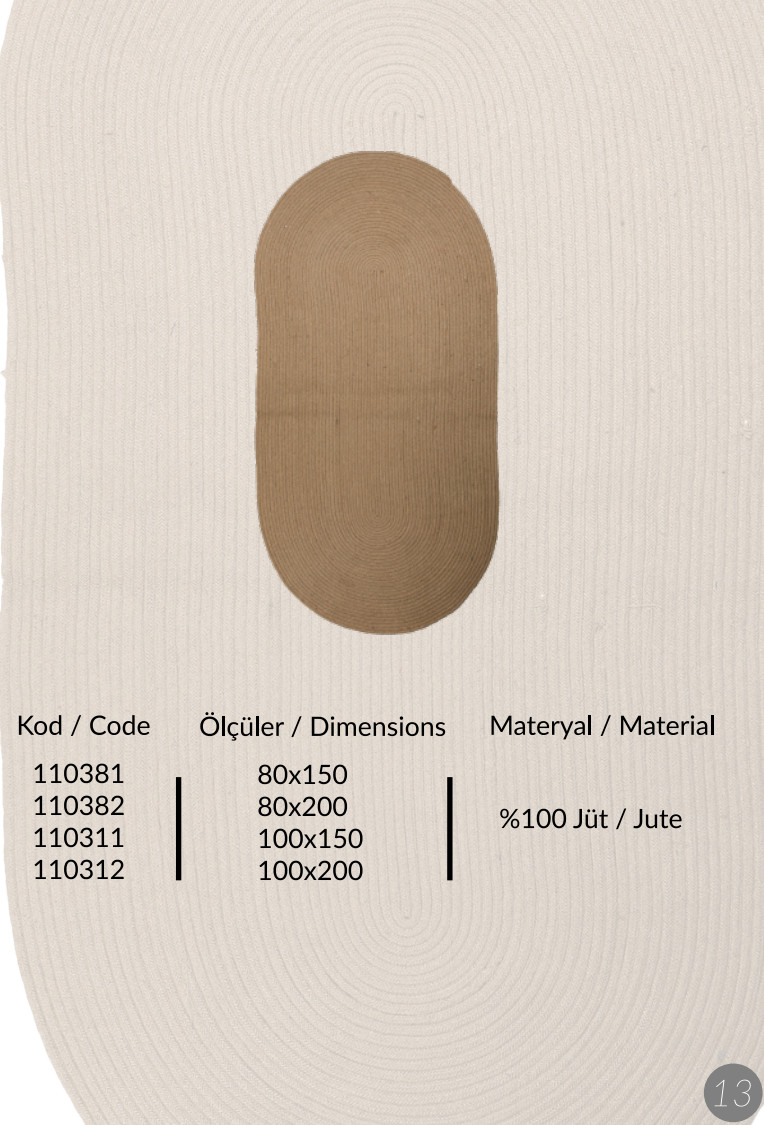 Kod / Code
Ölçüler / Dimensions
Materyal / Material
110381
80x150
110382
80x200
110311
100x150
110312
100x200
%100 Jüt / Jute
13